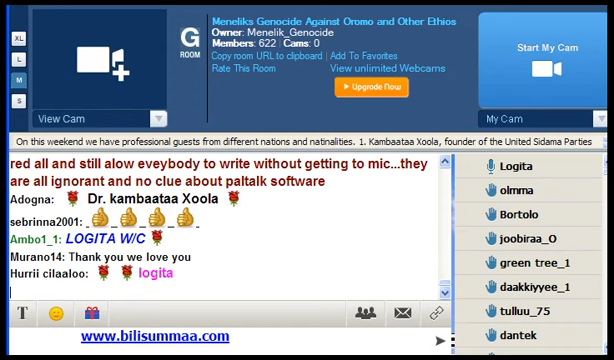 XL
L
M
S
View Cam
G
ROOM
Meneliks Genocide Against Oromo and Other Ethios
Owner: Menelik_Genocide
Members: 622 | Cams: 0
Copy room URL to clipboard | Add To Favorites
Rate This Room View unlimited Webcams
Upgrade Now
Start My Cam
My Cam
On this weekend we have professional guests from different nations and natinalities. 1. Kambaataa Xoola, founder of the United Sidama Parties
red all and still alow eveybody to write without getting to mic...they
are all ignorant and no clue about paltalk software
Adogna: Dr. kambaataa Xoola
sebrinna2001:
Ambo1_1: LOGITA W/C
Murano14: Thank you we love you
Hurrii cilaaloo: logita
T
www.bilisummaa.com
Logita
olmma
Bortolo
joobiraa_O
green tree_1
daakkiyyee_1
tulluu_75
dantek